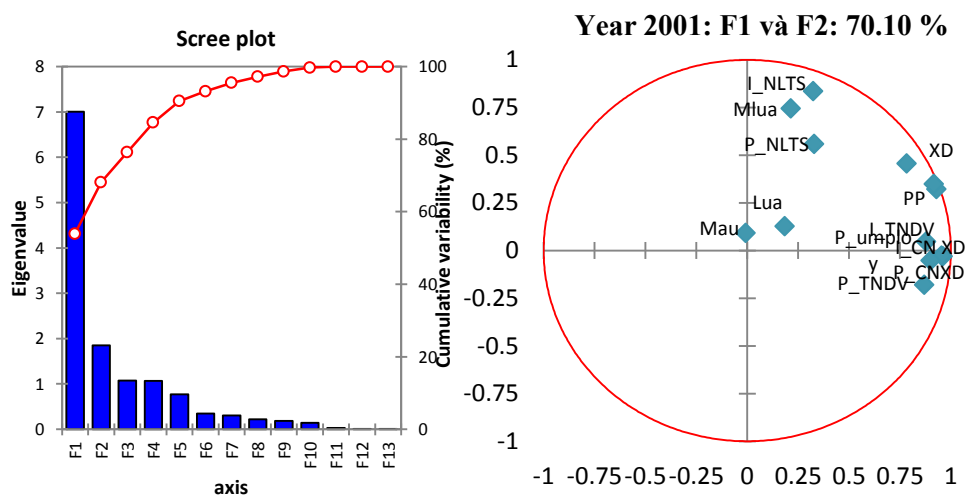 Scree plot
8
7
6
5
4
3
2
1
0
Eigenvalue
100
80
60
40
20
0
Cumulative variability (%)
F1
F2
F3
F4
F5
F6
F7
F8
F9
F10
F11
F12
F13
axis
Year 2001: F1 và F2: 70.10 %
1
0.75
0.5
0.25
0
-0.25
-0.5
-0.75
-1
I_NLTS
Mlua
P_NLTS
XD
PP
Lua
Mau
I_TNDV
P_umplo
y
I_CN XD
P_CNXD
P_TNDV
-1 -0.75 -0.5 -0.25 0 0.25 0.5 0.75 1